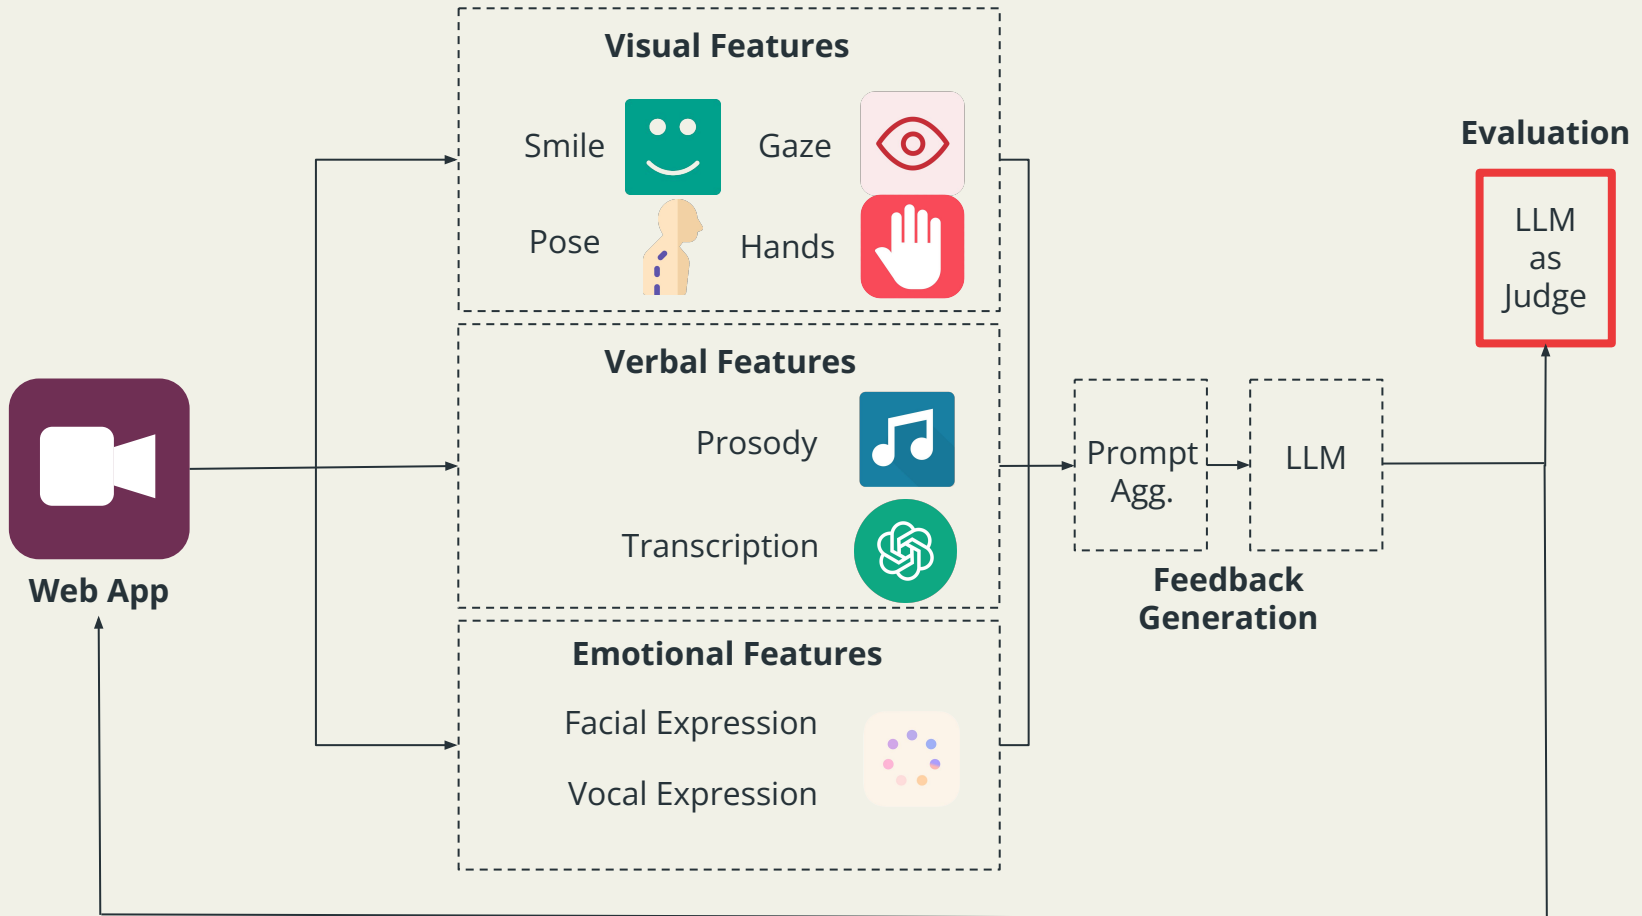 Visual Features
Smile
Gaze
Pose
Hands
Verbal Features
Prosody
Transcription
Emotional Features
Facial Expression
Vocal Expression
Web App
Prompt
Agg.
LLM
Feedback
Generation
Evaluation
LLM
as
Judge